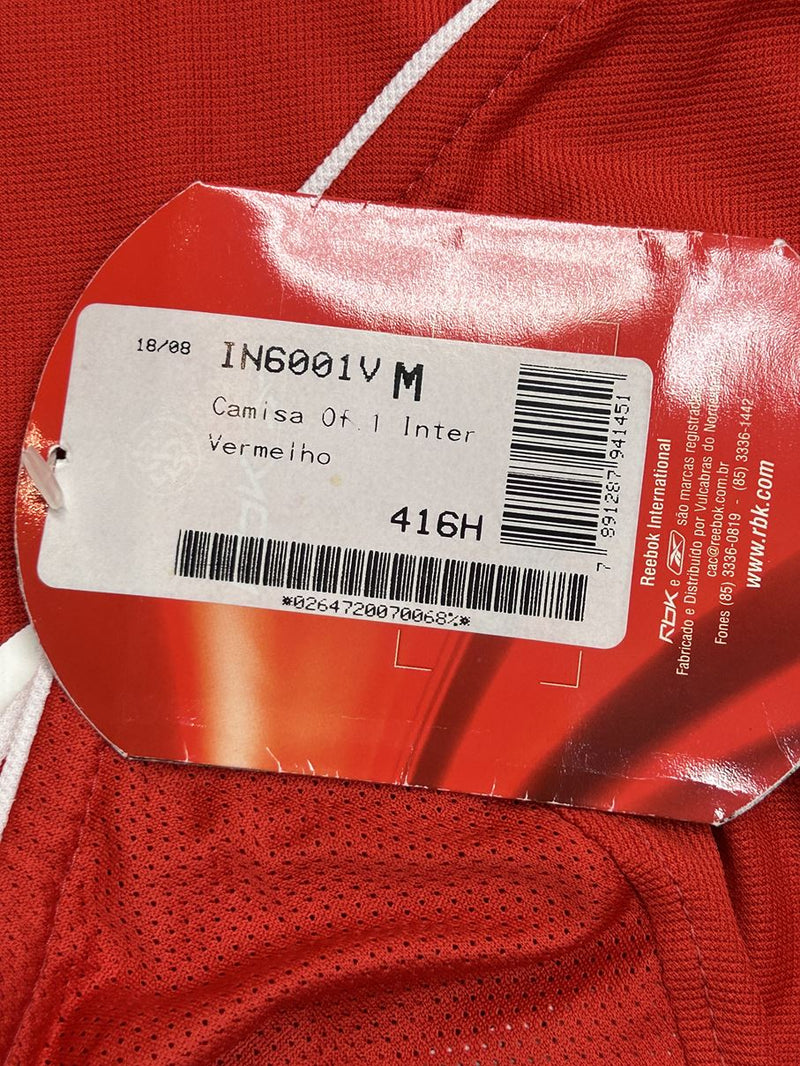 18/08 IN6001V M
Camisa Of.1 Inter
Vermelho
416H
*0264720070068%*
7 891287 941451
Reebok International
RbK e são marcas registradas
Fabricado e Distribuído por Vulcabras do Nordeste
cac@reebok.com.br
Fones (85) 3336-0819 - (85) 3336-1442
www.rbk.com